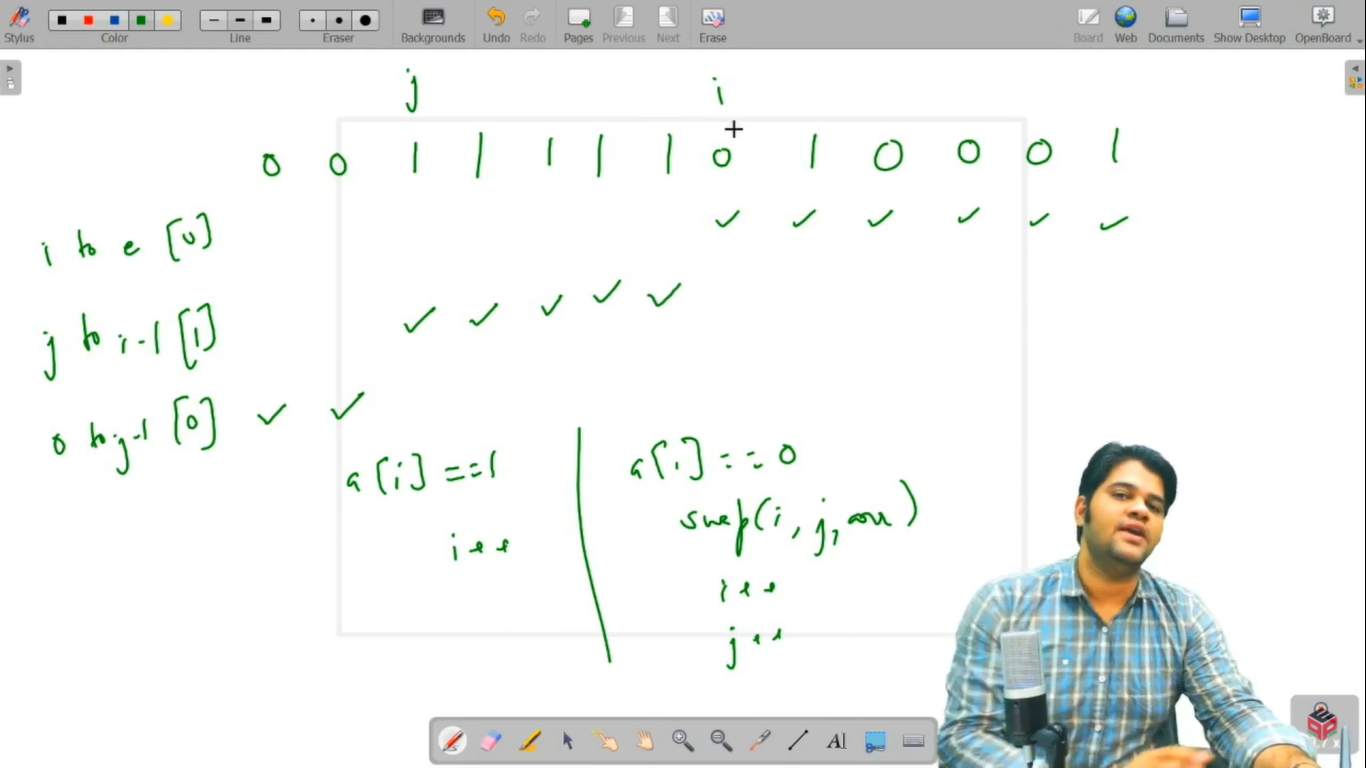 Stylus Color Line Eraser Backgrounds Undo Redo Pages Previous Next Erase Board Web Documents Show Desktop OpenBoard
j i
0 0 1 1 1 1 1 0 1 0 0 0 1
i to e [U]
j to i-1 [1]
0 to j-1 [0]
a[i] ==1
i++
a[i] == 0
swap(i, j, arr)
i++
j++
A